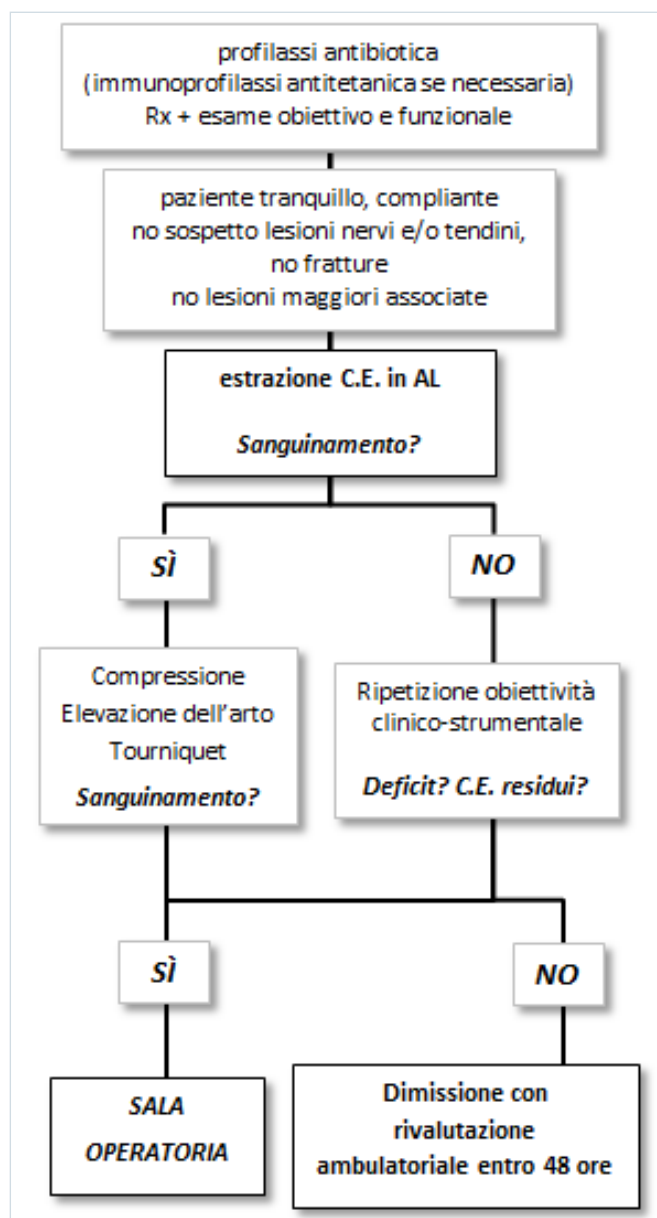 profilassi antibiotica
(immunoprofilassi antitetanica se necessaria)
Rx + esame obiettivo e funzionale
paziente tranquillo, compliante
no sospetto lesioni nervi e/o tendini,
no fratture
no lesioni maggiori associate
estrazione C.E. in AL
Sanguinamento?
SÌ
NO
Compressione
Elevazione dell'arto
Tourniquet
Sanguinamento?
Ripetizione obiettività
clinico-strumentale
Deficit? C.E. residui?
SÌ
NO
SALA
OPERATORIA
Dimissione con
rivalutazione
ambulatoriale entro 48 ore